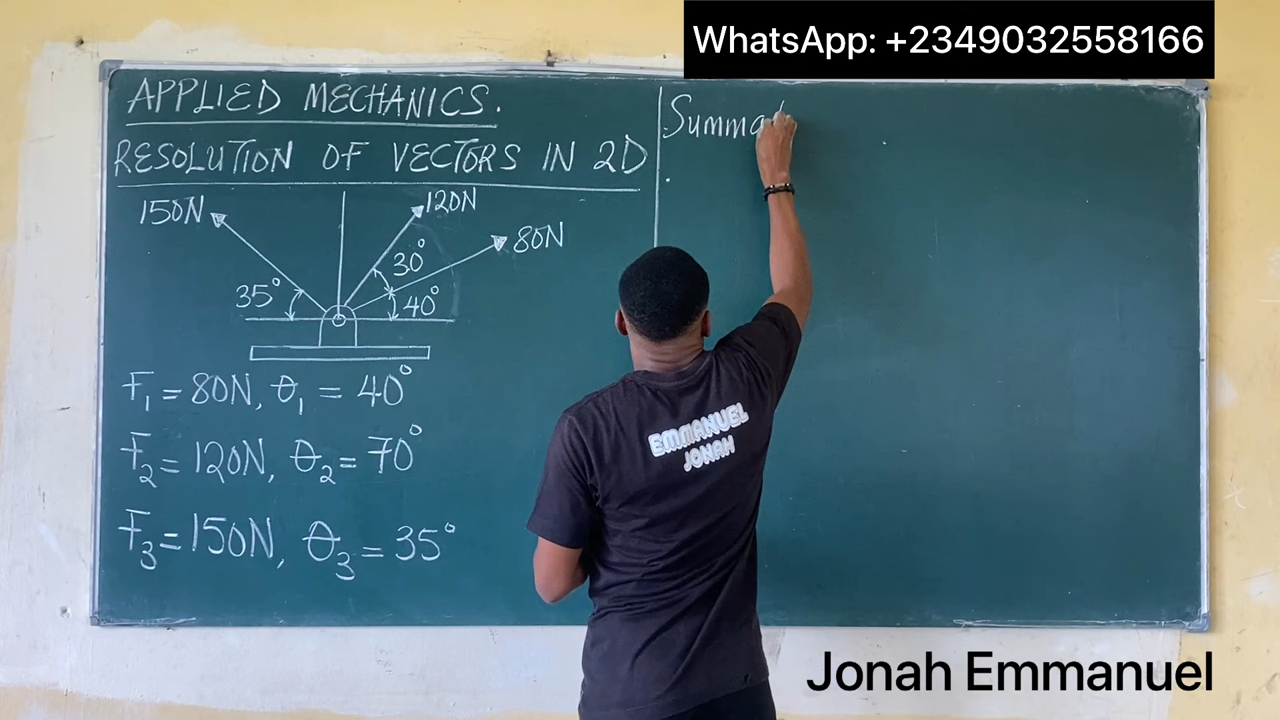 WhatsApp: +2349032558166
APPLIED MECHANICS.
RESOLUTION OF VECTORS IN 2D
150N
120N
80N
30°
35°
40°
F₁ = 80N, θ₁ = 40°
F₂ = 120N, θ₂ = 70°
F₃ = 150N, θ₃ = 35°
Summat
EMMANUEL
JONAH
Jonah Emmanuel